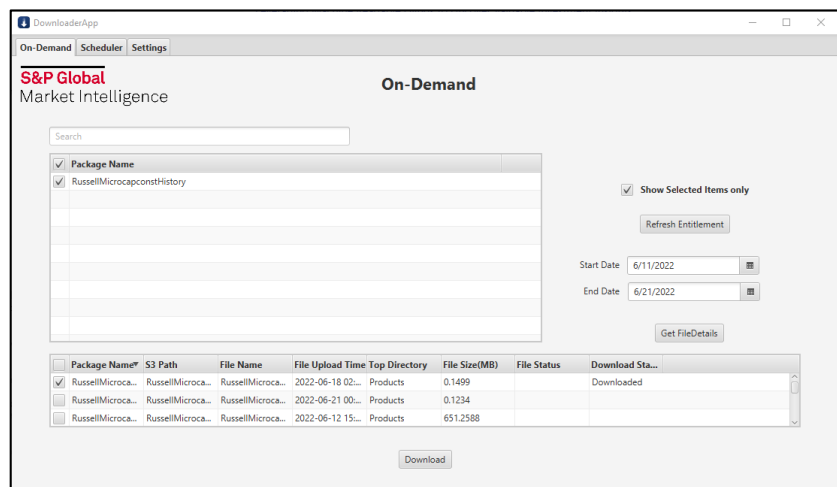 DownloaderApp
On-Demand Scheduler Settings
S&P Global
Market Intelligence
On-Demand
Search
Package Name
RussellMicrocapconstHistory
Show Selected Items only
Refresh Entitlement
Start Date 6/11/2022
End Date 6/21/2022
Get FileDetails
Package Name S3 Path File Name File Upload Time Top Directory File Size(MB) File Status Download Sta...
RussellMicroca... RussellMicroca... RussellMicroca... 2022-06-18 02:... Products 0.1499 Downloaded
RussellMicroca... RussellMicroca... RussellMicroca... 2022-06-21 00:... Products 0.1234
RussellMicroca... RussellMicroca... RussellMicroca... 2022-06-12 15:... Products 651.2588
Download